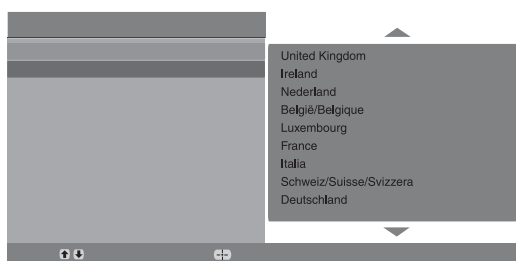 United Kingdom
Ireland
Nederland
België/Belgique
Luxembourg
France
Italia
Schweiz/Suisse/Svizzera
Deutschland